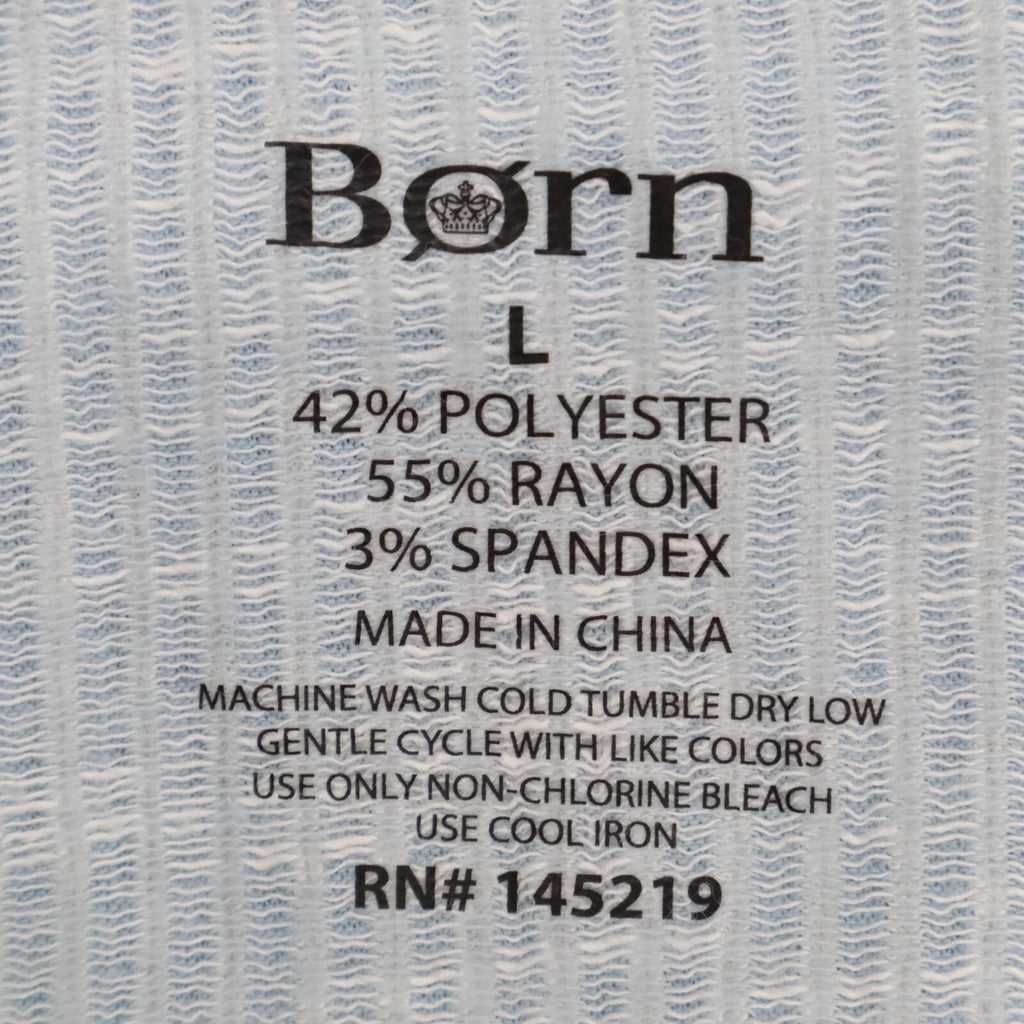 Børn
L
42% POLYESTER
55% RAYON
3% SPANDEX
MADE IN CHINA
MACHINE WASH COLD TUMBLE DRY LOW
GENTLE CYCLE WITH LIKE COLORS
USE ONLY NON-CHLORINE BLEACH
USE COOL IRON
RN# 145219